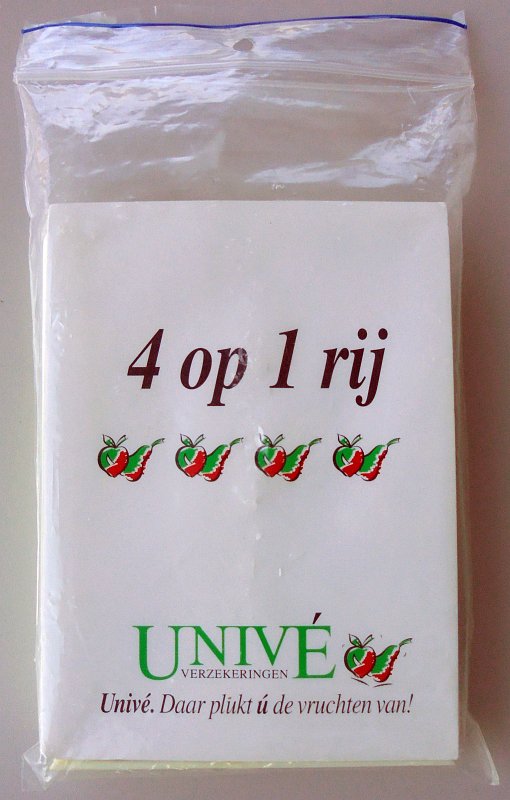 4 op 1 rij
UNIVÉ
VERZEKERINGEN
Univé. Daar plukt ú de vruchten van!